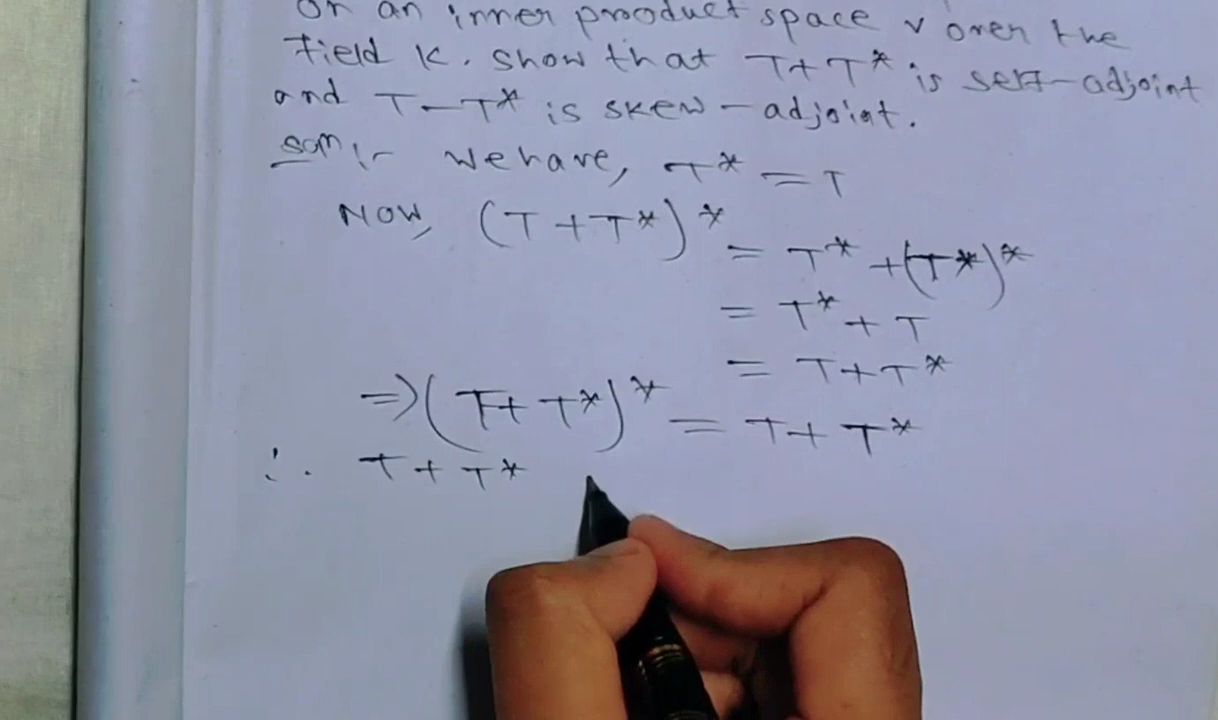 on an inner product space v over the
field K. show that T+T* is self-adjoint
and T-T* is skew-adjoint.
soln:- we have, T* = T
NOW, (T+T*)*
= T* + (T*)*
= T* + T
= T+T*
=> (T+T*)* = T+T*
∴ T+T*